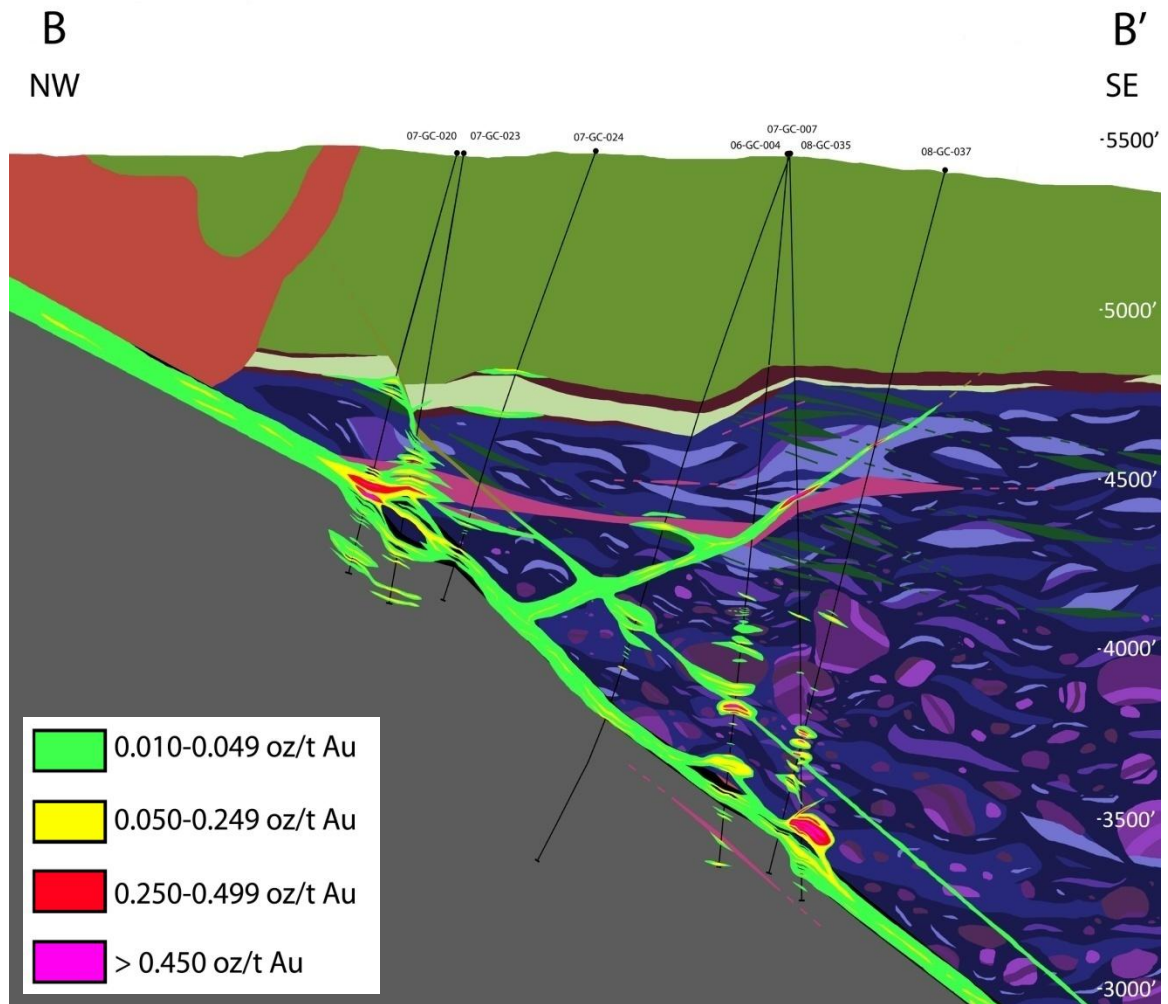 B
B'
NW
SE
-5500'
07-GC-020
07-GC-023
07-GC-024
07-GC-007
06-GC-004
08-GC-035
08-GC-037
-5000'
-4500'
-4000'
-3500'
-3000'
0.010-0.049 oz/t Au
0.050-0.249 oz/t Au
0.250-0.499 oz/t Au
> 0.450 oz/t Au